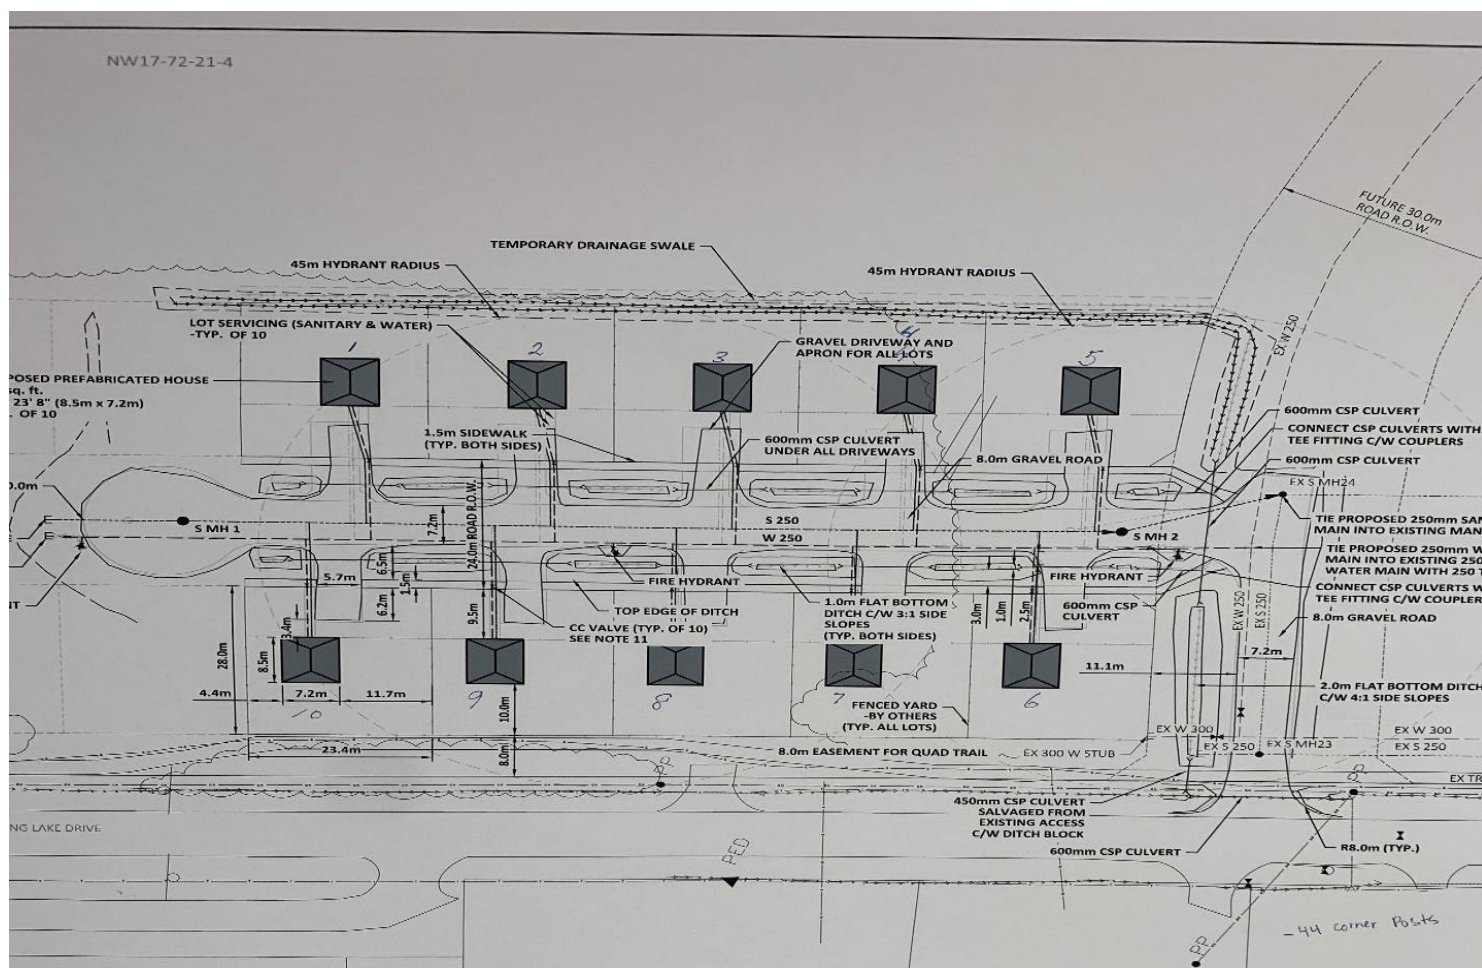 NW17-72-21-4
FUTURE 30.0m
ROAD R.O.W.
TEMPORARY DRAINAGE SWALE
45m HYDRANT RADIUS
45m HYDRANT RADIUS
LOT SERVICING (SANITARY & WATER)
-TYP. OF 10
GRAVEL DRIVEWAY AND
APRON FOR ALL LOTS
EX W 250
1
2
3
5
POSED PREFABRICATED HOUSE
sq. ft.
23' 8" (8.5m x 7.2m)
. OF 10
1.5m SIDEWALK
(TYP. BOTH SIDES)
600mm CSP CULVERT
UNDER ALL DRIVEWAYS
8.0m GRAVEL ROAD
600mm CSP CULVERT
CONNECT CSP CULVERTS WITH
TEE FITTING C/W COUPLERS
600mm CSP CULVERT
EX S MH24
0.0m
24.0m ROAD R.O.W.
7.2m
S MH 1
S 250
W 250
S MH 2
TIE PROPOSED 250mm SAN
MAIN INTO EXISTING MAN
TIE PROPOSED 250mm W
MAIN INTO EXISTING 250
WATER MAIN WITH 250 T
CONNECT CSP CULVERTS W
TEE FITTING C/W COUPLER
8.0m GRAVEL ROAD
5.7m
6.5m
1.5m
6.2m
9.5m
FIRE HYDRANT
FIRE HYDRANT
TOP EDGE OF DITCH
CC VALVE (TYP. OF 10)
SEE NOTE 11
1.0m FLAT BOTTOM
DITCH C/W 3:1 SIDE
SLOPES
(TYP. BOTH SIDES)
3.0m
1.0m
2.5m
600mm CSP
CULVERT
EX W 250
EX S 250
7.2m
11.1m
NT
3.4m
28.0m
8.5m
4.4m
7.2m
11.7m
10
9
8
7
6
10.0m
23.4m
8.0m
FENCED YARD
-BY OTHERS
(TYP. ALL LOTS)
2.0m FLAT BOTTOM DITCH
C/W 4:1 SIDE SLOPES
EX W 300
EX W 300
EX S 250
EX S MH23
EX S 250
8.0m EASEMENT FOR QUAD TRAIL
EX 300 W STUB
PP
PP
EX TR
450mm CSP CULVERT
SALVAGED FROM
EXISTING ACCESS
C/W DITCH BLOCK
600mm CSP CULVERT
R8.0m (TYP.)
NG LAKE DRIVE
PED
PP
-44 corner Posts